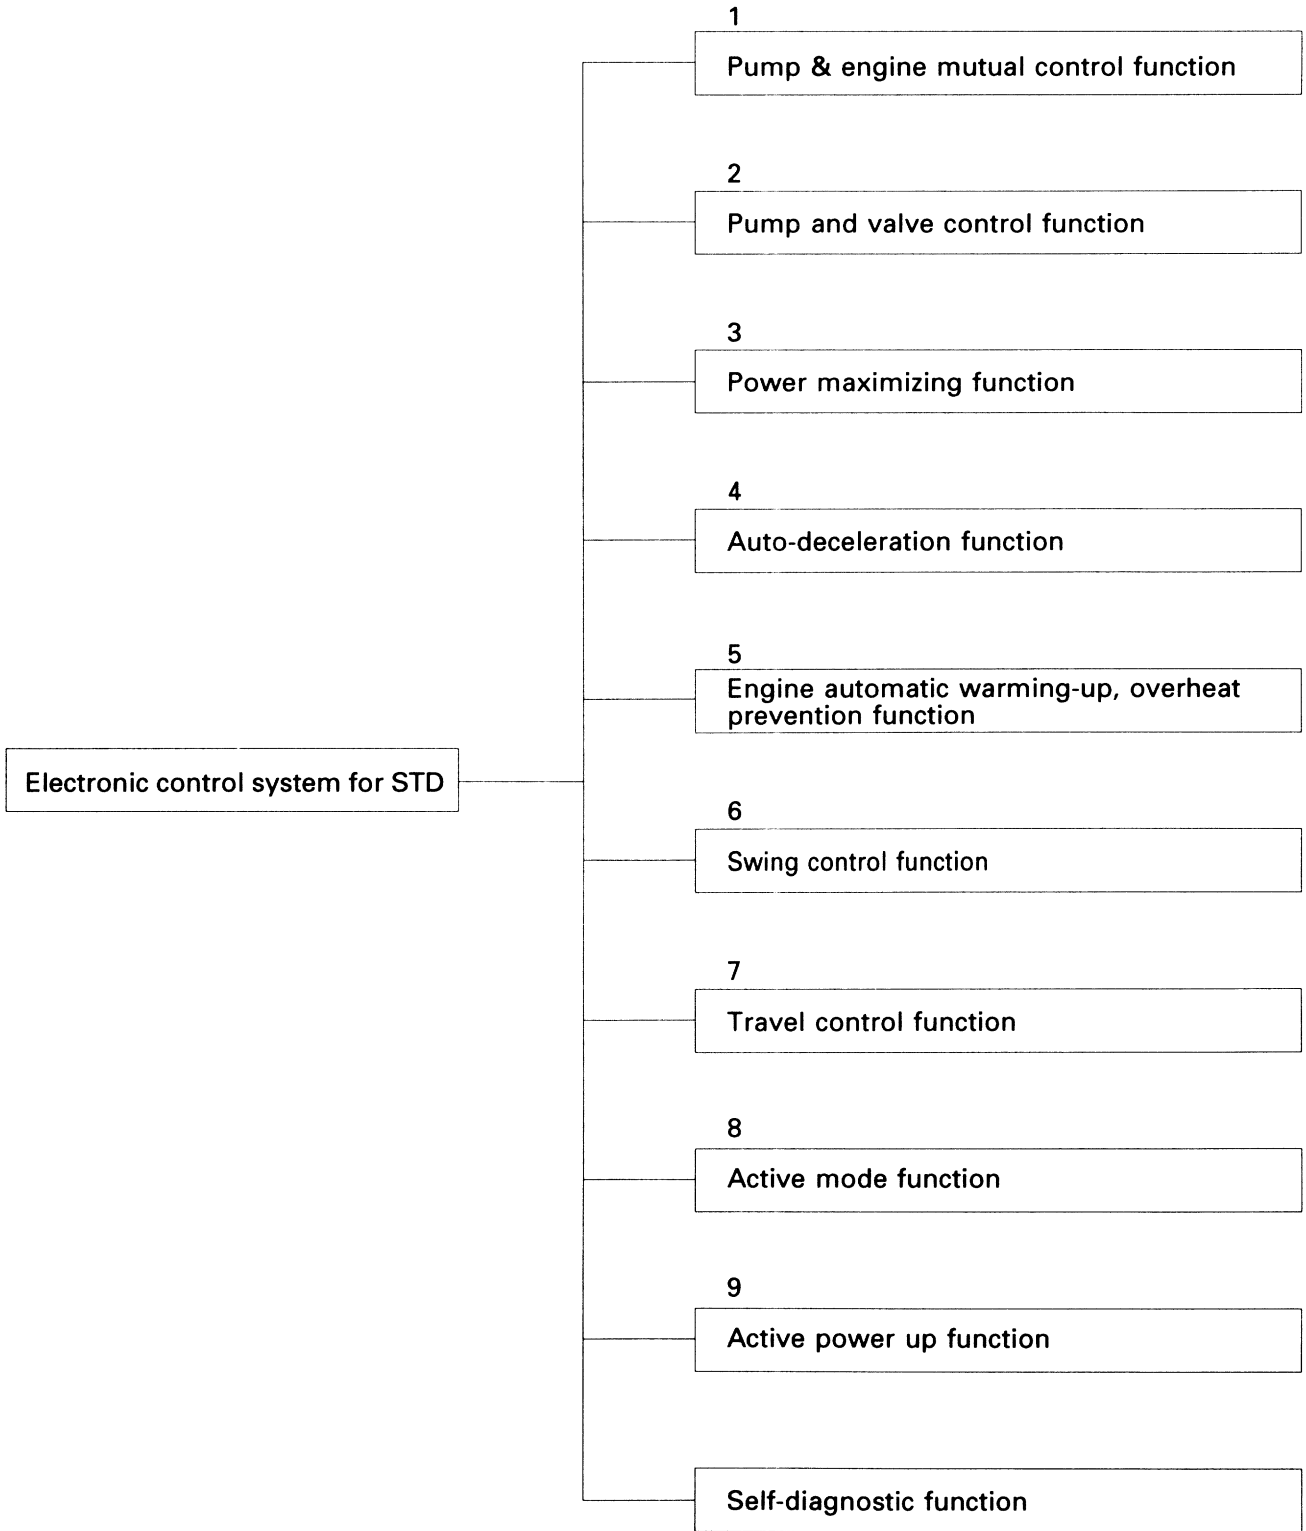 1
Pump & engine mutual control function
2
Pump and valve control function
3
Power maximizing function
4
Auto-deceleration function
5
Engine automatic warming-up, overheat
prevention function
Electronic control system for STD
6
Swing control function
7
Travel control function
8
Active mode function
9
Active power up function
Self-diagnostic function